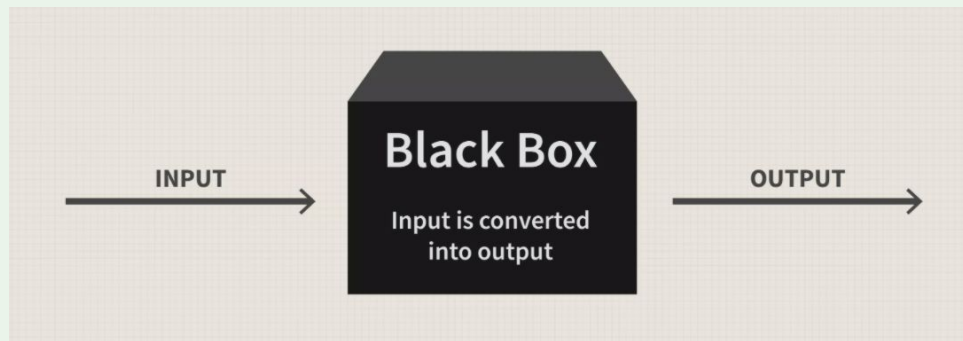 INPUT
Black Box
Input is converted
into output
OUTPUT